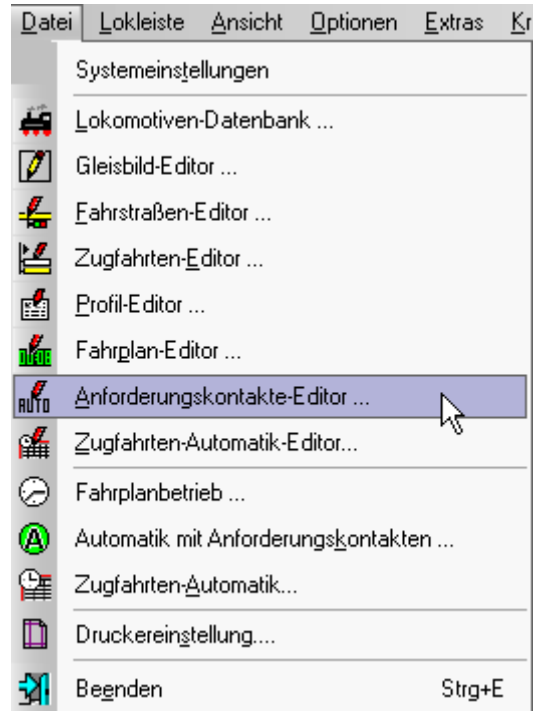 Datei Lokleiste Ansicht Optionen Extras Kr
Systemeinstellungen
Lokomotiven-Datenbank ...
Gleisbild-Editor ...
Fahrstraßen-Editor ...
Zugfahrten-Editor ...
Profil-Editor ...
Fahrplan-Editor ...
AUTO Anforderungskontakte-Editor ...
Zugfahrten-Automatik-Editor...
Fahrplanbetrieb ...
A Automatik mit Anforderungskontakten ...
Zugfahrten-Automatik...
Druckereinstellung....
Beenden Strg+E